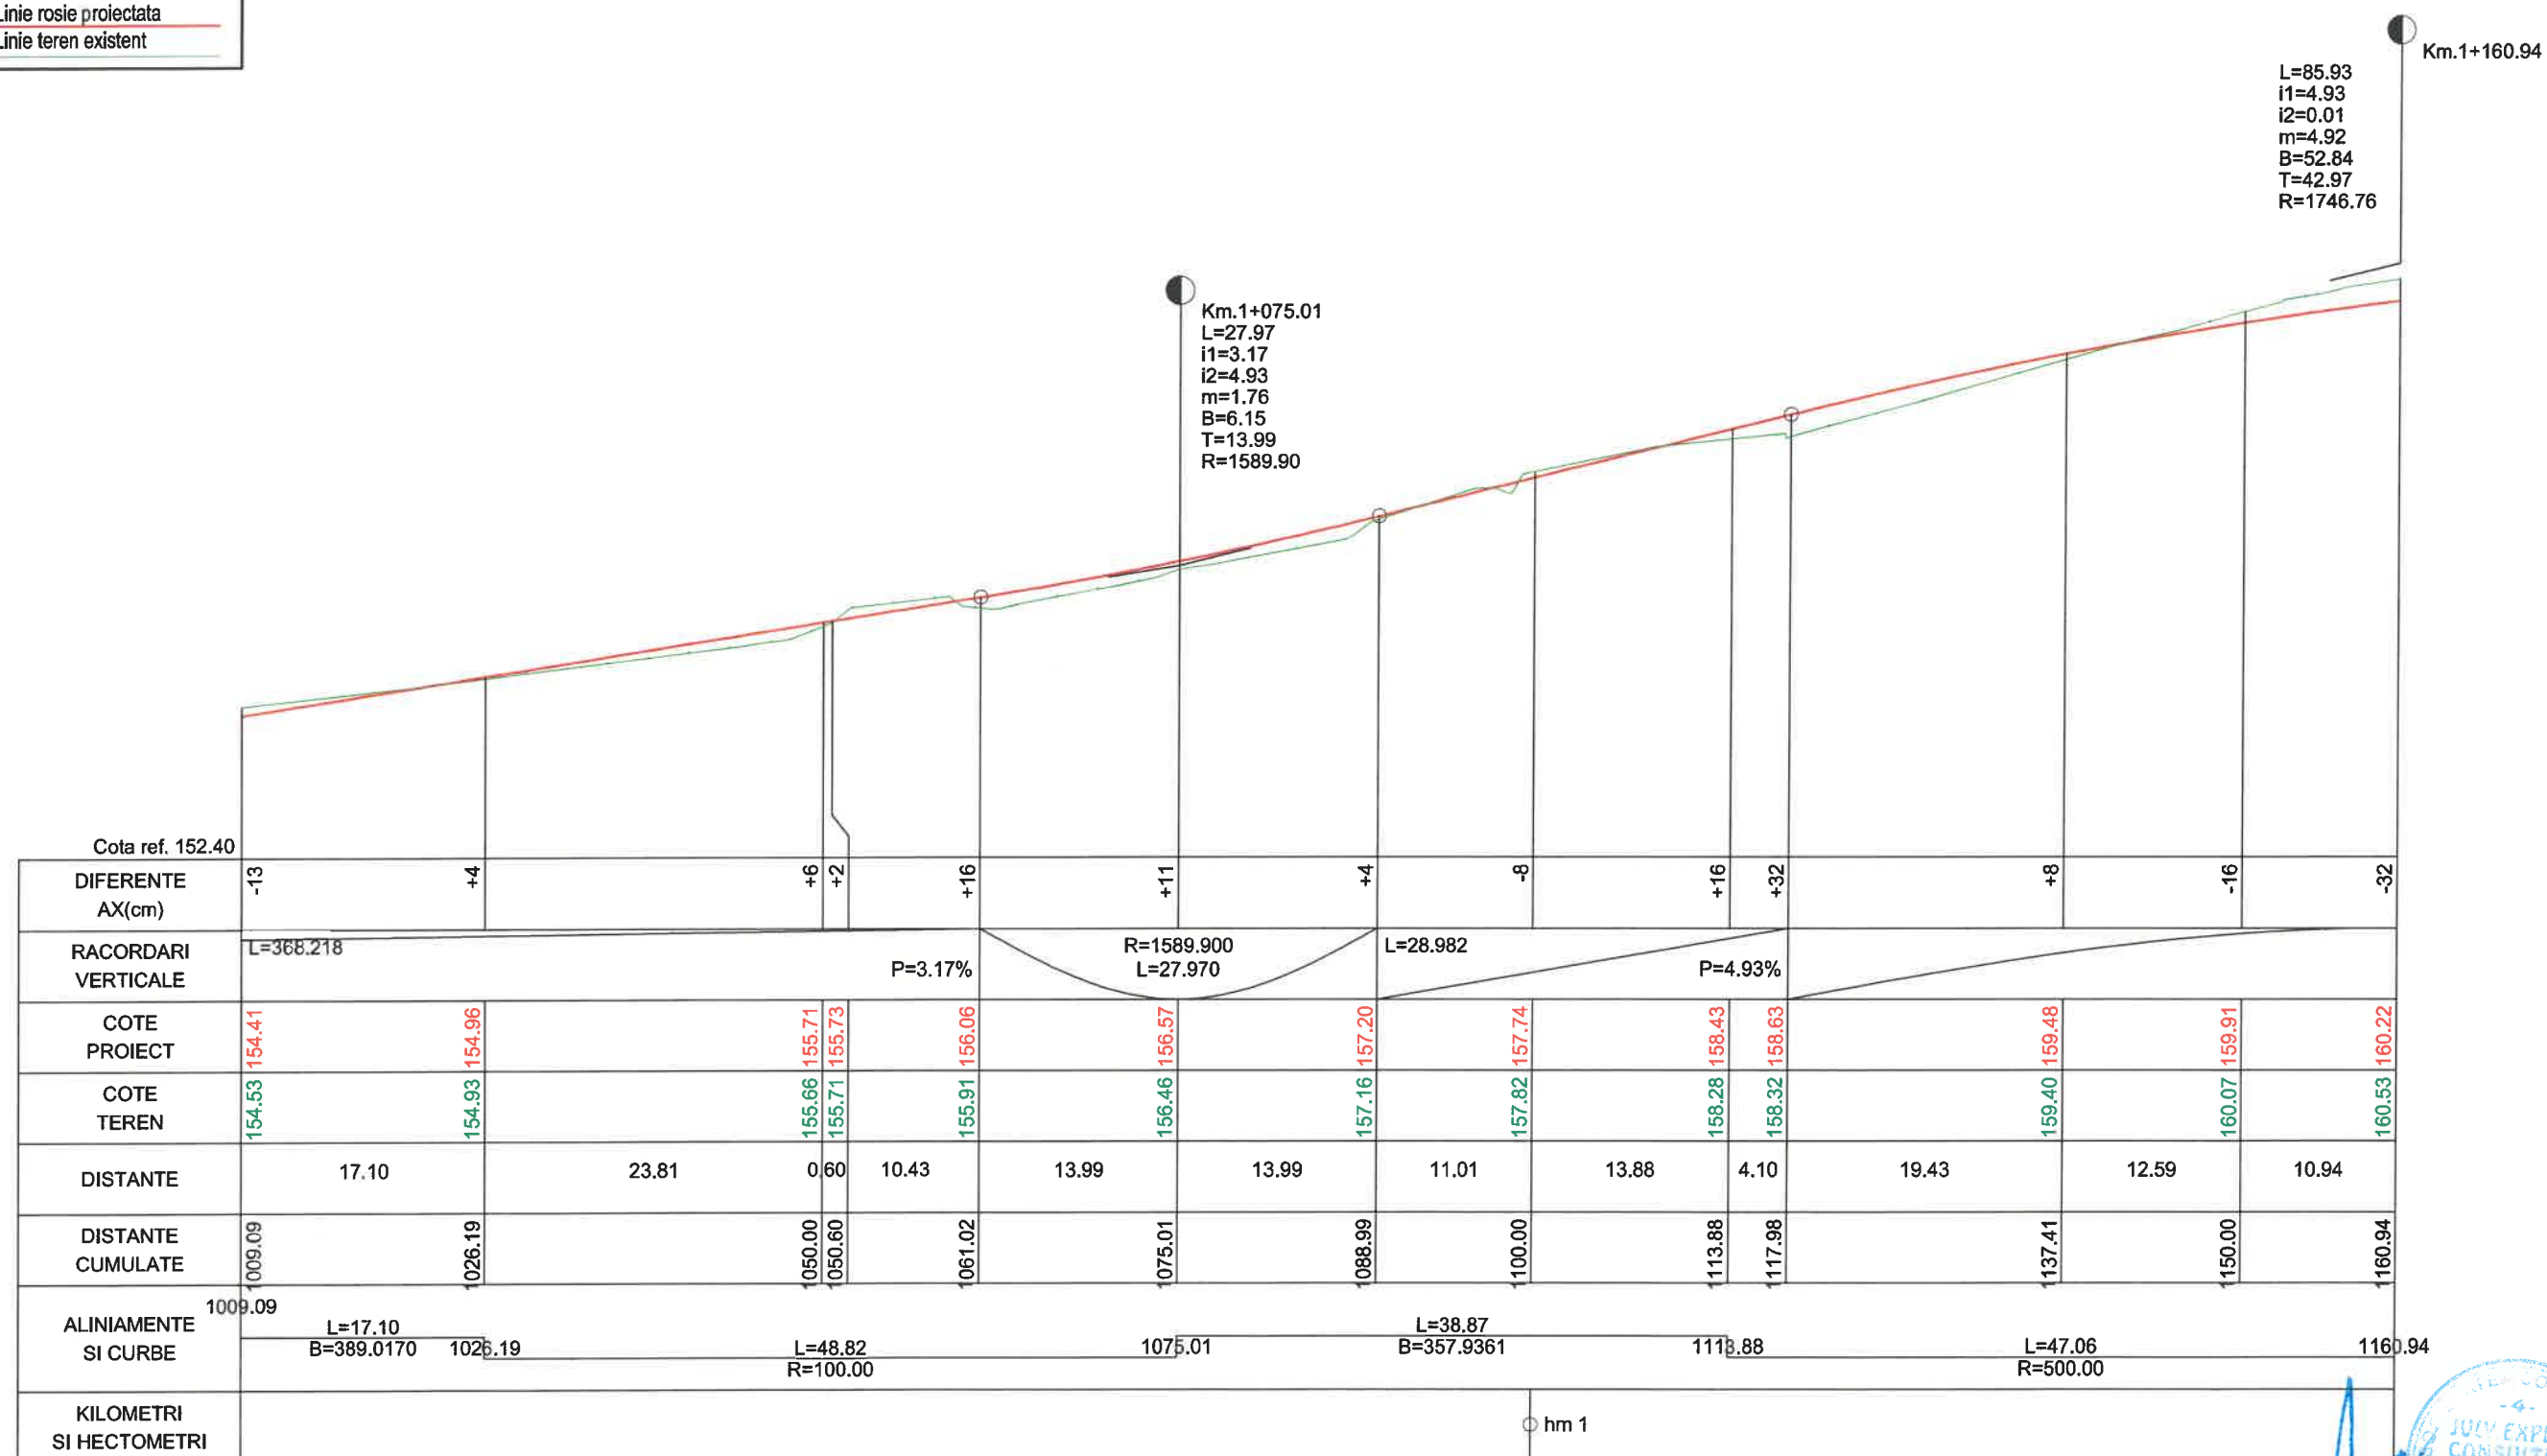 Linie rosie proiectata
Linie teren existent
Km.1+160.94
L=85.93
i1=4.93
i2=0.01
m=4.92
B=52.84
T=42.97
R=1746.76
Km.1+075.01
L=27.97
i1=3.17
i2=4.93
m=1.76
B=6.15
T=13.99
R=1589.90
Cota ref. 152.40
DIFERENTE
AX(cm)
-13 +4 +6 +2 +16 +11 +4 -8 +16 +32 +8 -16 -32
RACORDARI
VERTICALE
L=368.218
P=3.17%
R=1589.900
L=27.970
L=28.982
P=4.93%
COTE
PROIECT
154.41 154.96 155.71 155.73 156.06 156.57 157.20 157.74 158.43 158.63 159.48 159.91 160.22
COTE
TEREN
154.53 154.93 155.66 155.71 155.91 156.46 157.16 157.82 158.28 158.32 159.40 160.07 160.53
DISTANTE
17.10 23.81 0.60 10.43 13.99 13.99 11.01 13.88 4.10 19.43 12.59 10.94
DISTANTE
CUMULATE
1009.09 1026.19 1050.00 1050.60 1061.02 1075.01 1088.99 1100.00 1113.88 1117.98 1137.41 1150.00 1160.94
ALINIAMENTE
SI CURBE
1009.09
L=17.10
B=389.0170
1026.19
L=48.82
R=100.00
1075.01
L=38.87
B=357.9361
1113.88
L=47.06
R=500.00
1160.94
KILOMETRI
SI HECTOMETRI
hm 1
-4-
JULY EXP
CONSULT